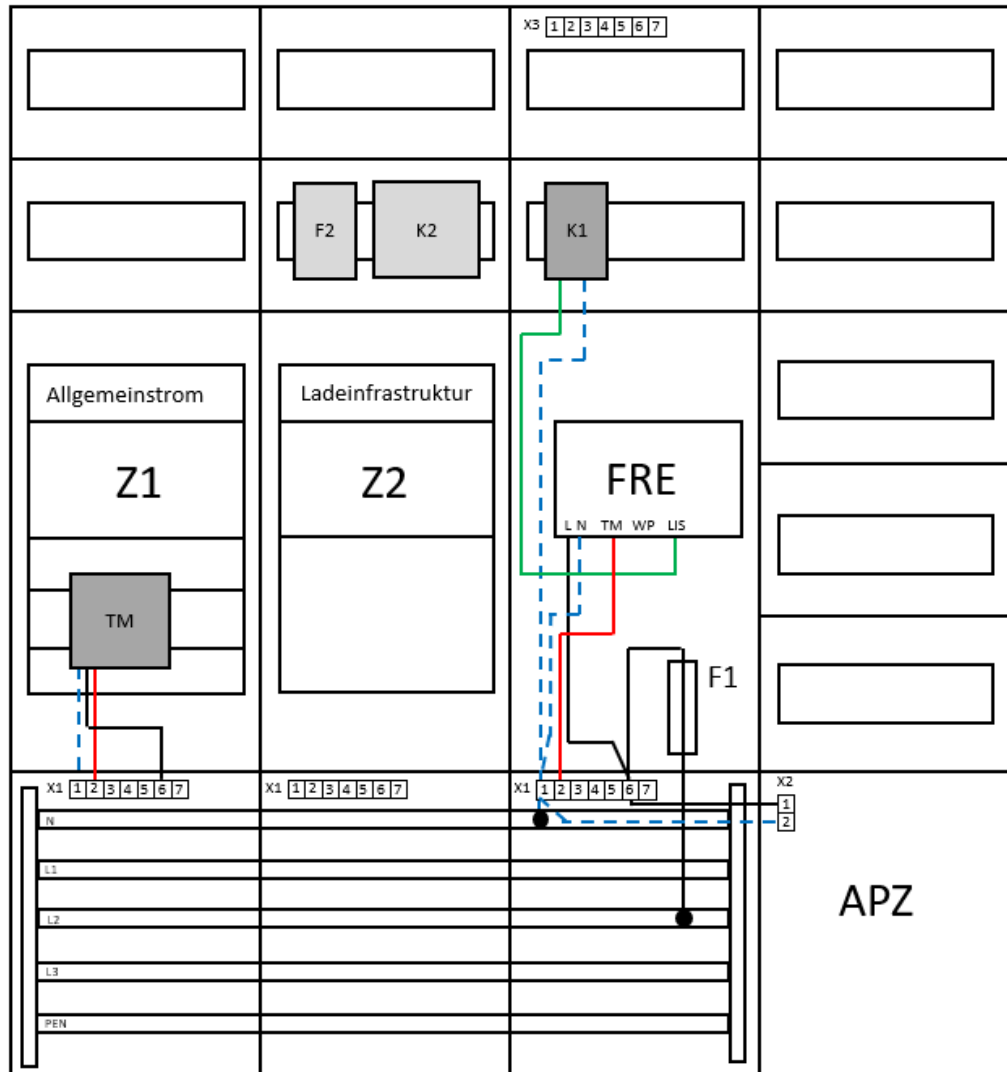 X3 1 2 3 4 5 6 7
F2 K2 K1
Allgemeinstrom Ladeinfrastruktur
Z1 Z2 FRE
L N TM WP LIS
TM
F1
X1 1 2 3 4 5 6 7 X1 1 2 3 4 5 6 7 X1 1 2 3 4 5 6 7 X2
1
N 2
L1
APZ
L2
L3
PEN